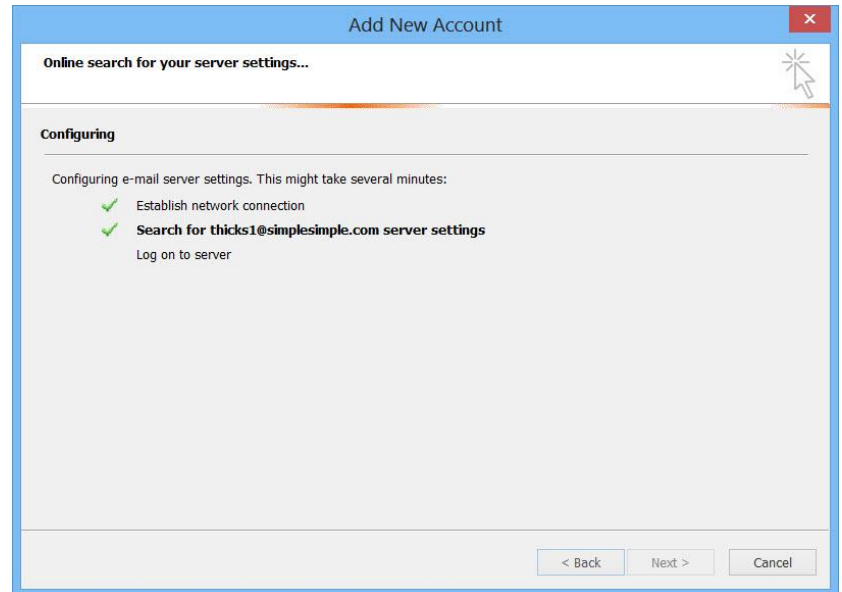 Add New Account
Online search for your server settings...
Configuring
Configuring e-mail server settings. This might take several minutes:
Establish network connection
Search for thicks1@simplesimple.com server settings
Log on to server
< Back Next > Cancel